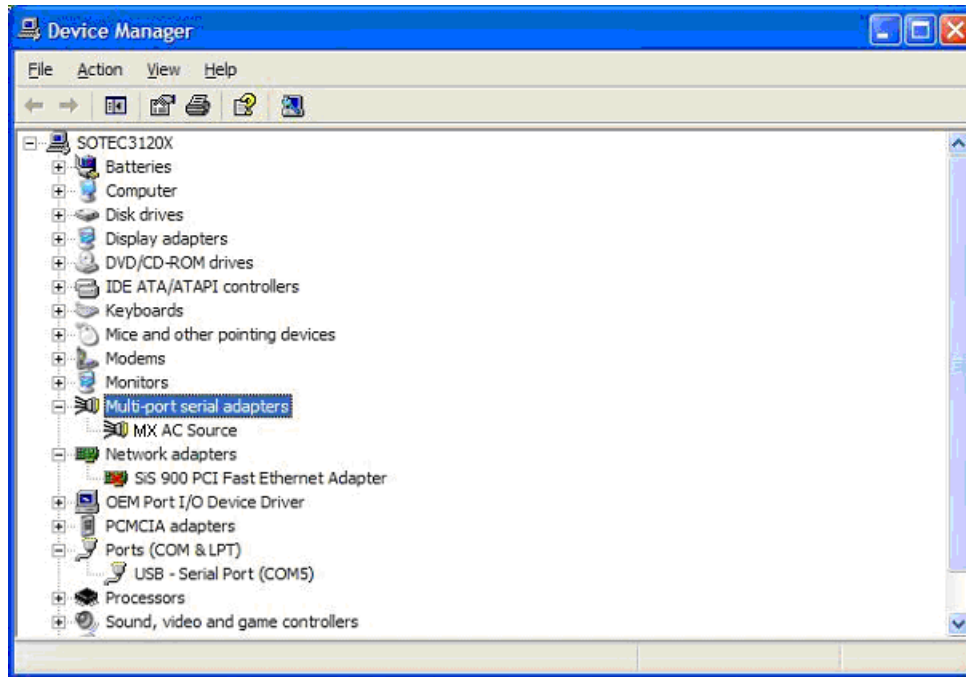 Device Manager
File Action View Help
SOTEC3120X
Batteries
Computer
Disk drives
Display adapters
DVD/CD-ROM drives
IDE ATA/ATAPI controllers
Keyboards
Mice and other pointing devices
Modems
Monitors
Multi-port serial adapters
MX AC Source
Network adapters
SiS 900 PCI Fast Ethernet Adapter
OEM Port I/O Device Driver
PCMCIA adapters
Ports (COM & LPT)
USB - Serial Port (COM5)
Processors
Sound, video and game controllers